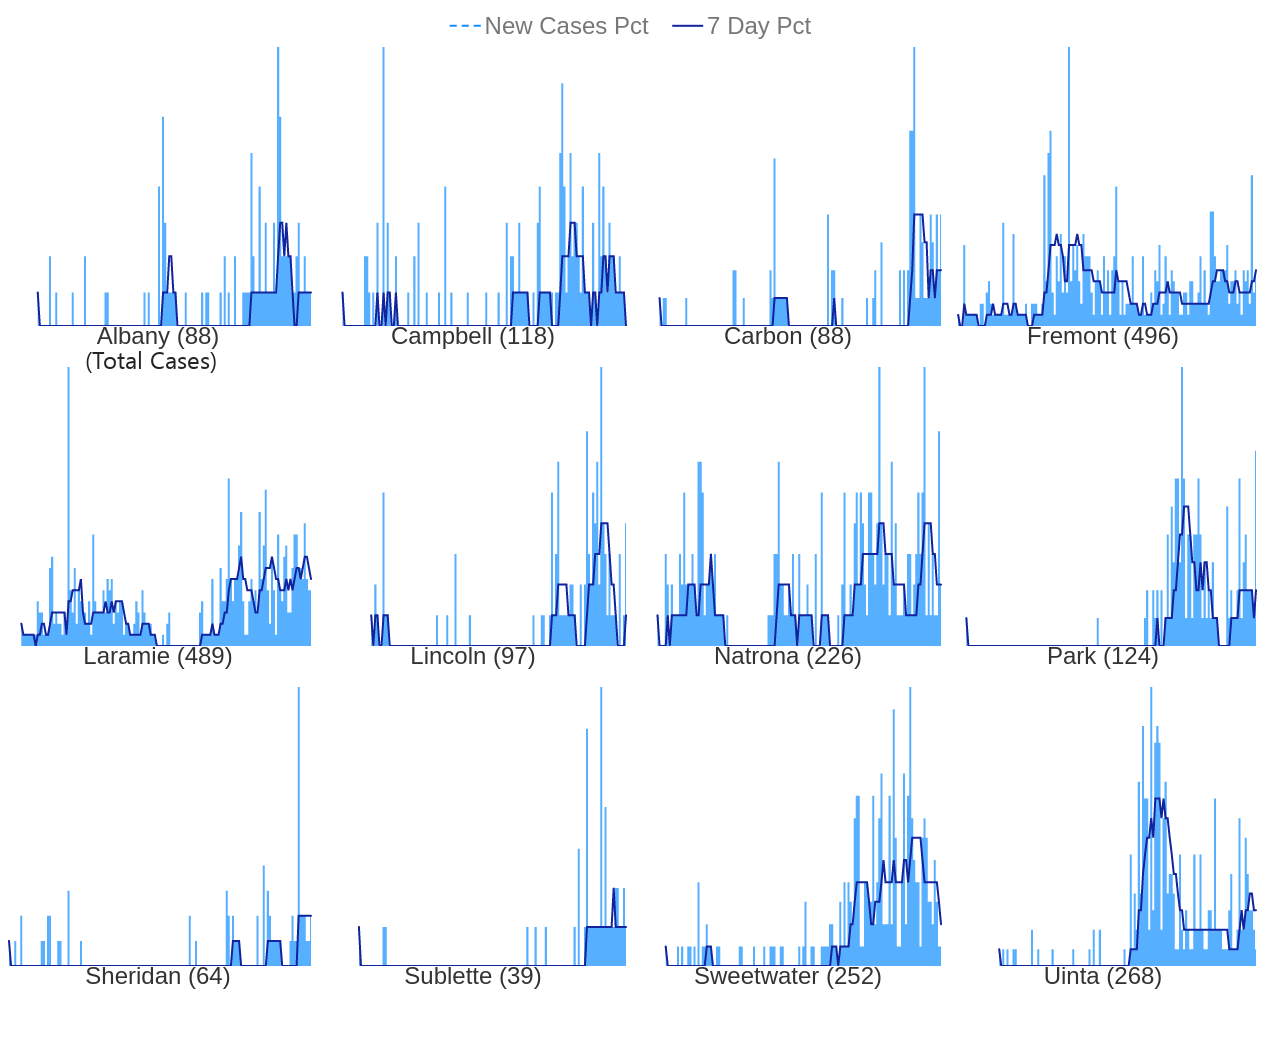 New Cases Pct 7 Day Pct
Albany (88) Campbell (118) Carbon (88) Fremont (496)
(Total Cases)
Laramie (489) Lincoln (97) Natrona (226) Park (124)
Sheridan (64) Sublette (39) Sweetwater (252) Uinta (268)